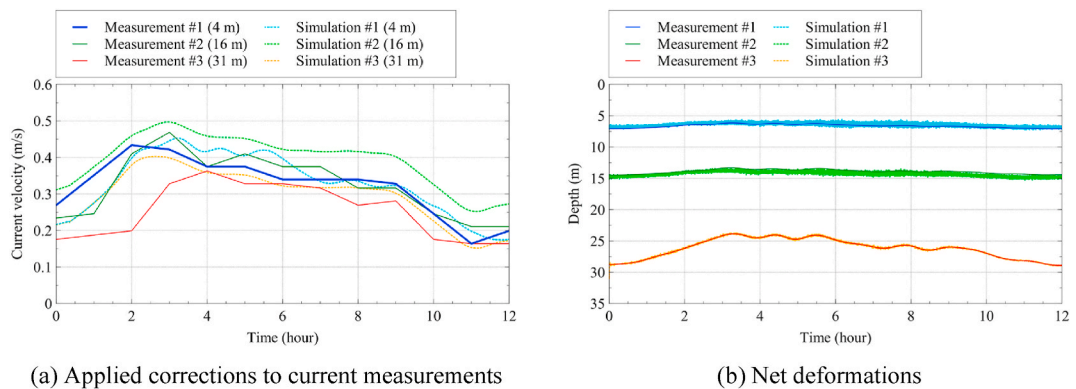 Measurement #1 (4 m)
Simulation #1 (4 m)
Measurement #2 (16 m)
Simulation #2 (16 m)
Measurement #3 (31 m)
Simulation #3 (31 m)
0.6
0.5
0.4
0.3
0.2
0.1
0
Current velocity (m/s)
0 2 4 6 8 10 12
Time (hour)
(a) Applied corrections to current measurements
Measurement #1
Simulation #1
Measurement #2
Simulation #2
Measurement #3
Simulation #3
0
5
10
15
20
25
30
35
Depth (m)
0 2 4 6 8 10 12
Time (hour)
(b) Net deformations